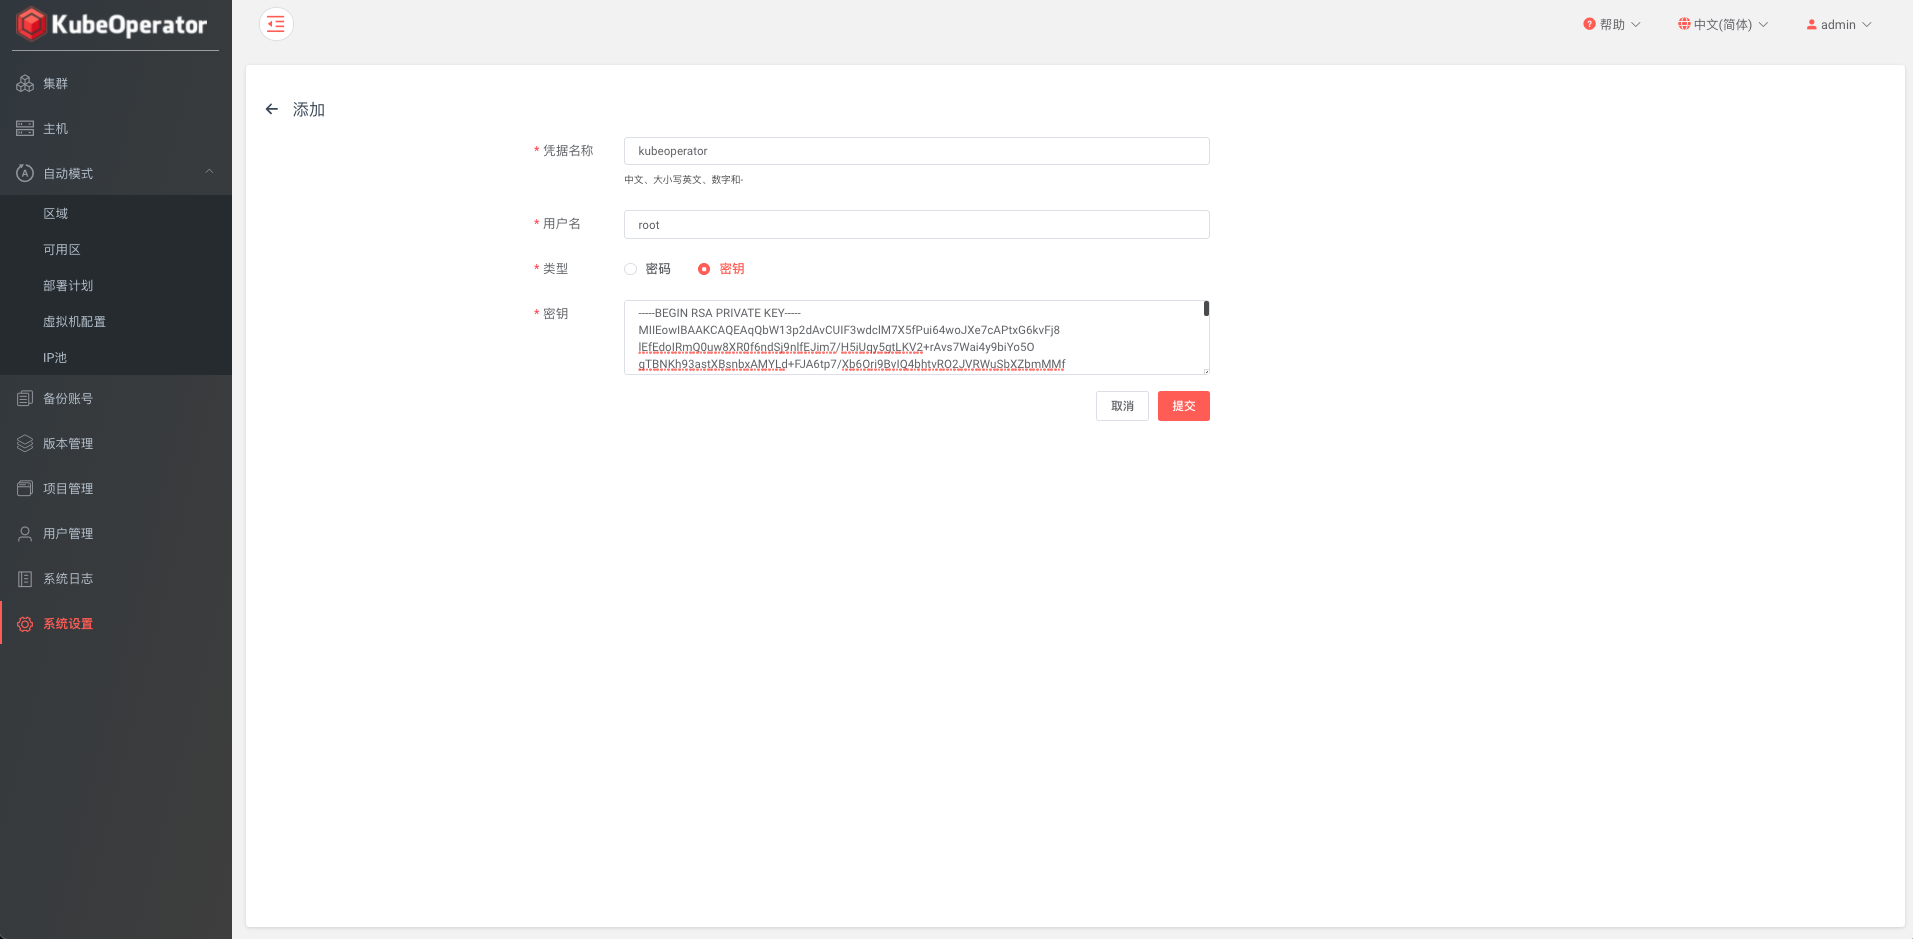 KubeOperator
帮助
中文(简体)
admin
集群
主机
自动模式
区域
可用区
部署计划
虚拟机配置
IP池
备份账号
版本管理
项目管理
用户管理
系统日志
系统设置
添加
* 凭据名称
kubeoperator
中文、大小写英文、数字和-
* 用户名
root
* 类型
密码
密钥
* 密钥
-----BEGIN RSA PRIVATE KEY-----
MIIEowIBAAKCAQEAqQbW13p2dAvCUIF3wdclM7X5fPui64woJXe7cAPtxG6kvFj8
lEfEdoIRmQ0uw8XR0f6ndSj9nlfEJim7/H5iUqy5gtLKV2+rAvs7Wai4y9biYo5O
gTBNKh93astXBsnbxAMYLd+FJA6tp7/Xb6Ori9BvIQ4bhtvRO2JVRWuSbXZbmMMf
取消
提交